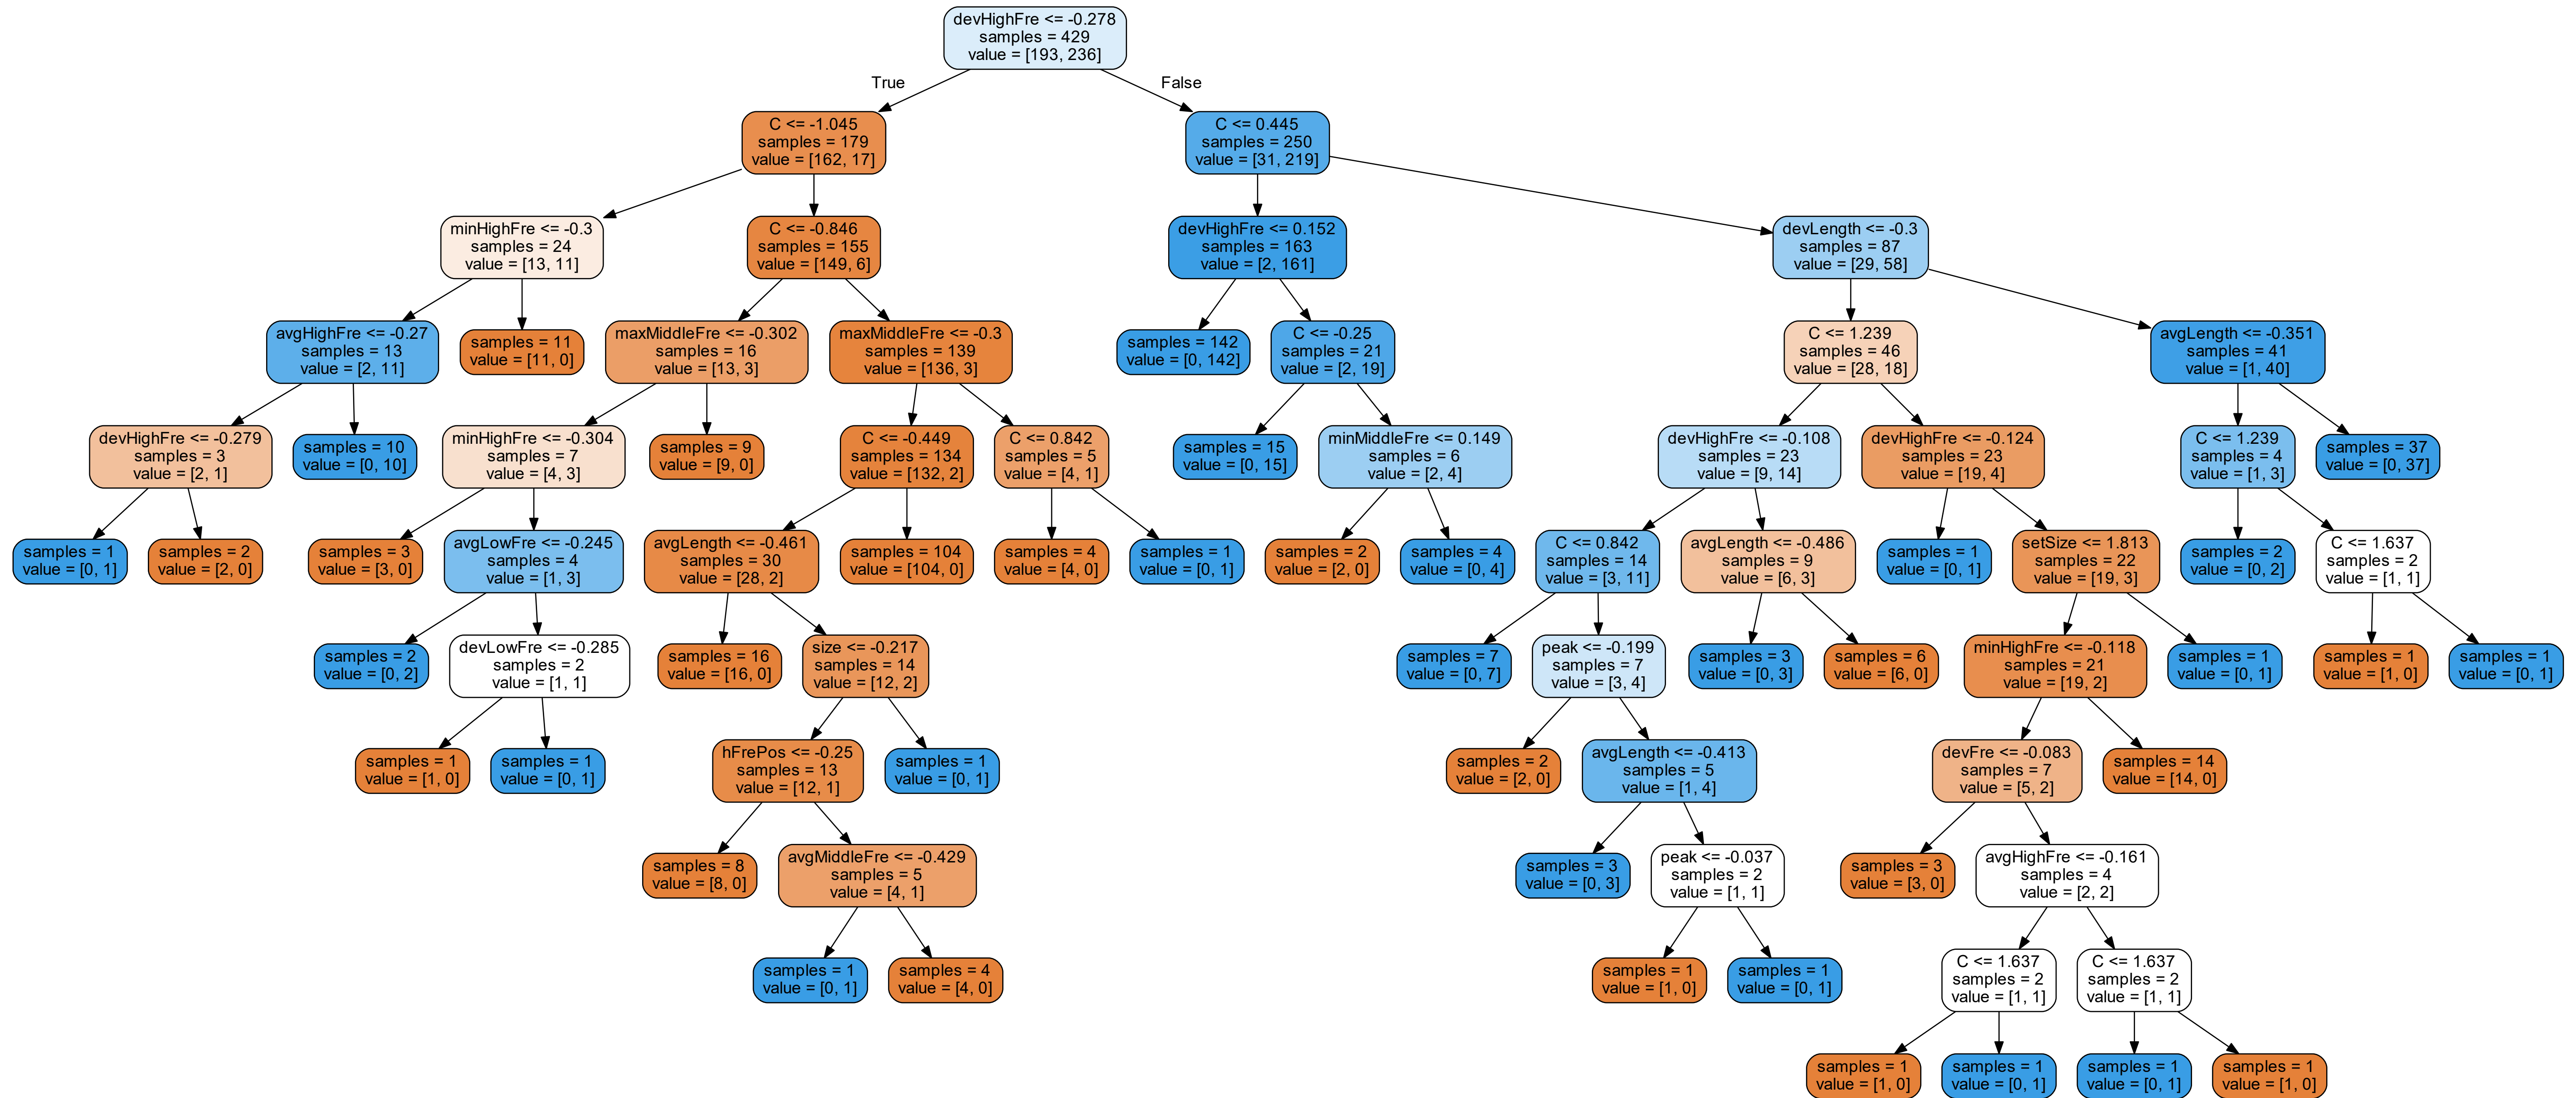 devHighFre <= -0.278
samples = 429
value = [193, 236]
True
False
C <= -1.045
samples = 179
value = [162, 17]
C <= 0.445
samples = 250
value = [31, 219]
minHighFre <= -0.3
samples = 24
value = [13, 11]
C <= -0.846
samples = 155
value = [149, 6]
devHighFre <= 0.152
samples = 163
value = [2, 161]
devLength <= -0.3
samples = 87
value = [29, 58]
avgHighFre <= -0.27
samples = 13
value = [2, 11]
samples = 11
value = [11, 0]
maxMiddleFre <= -0.302
samples = 16
value = [13, 3]
maxMiddleFre <= -0.3
samples = 139
value = [136, 3]
samples = 142
value = [0, 142]
C <= -0.25
samples = 21
value = [2, 19]
C <= 1.239
samples = 46
value = [28, 18]
avgLength <= -0.351
samples = 41
value = [1, 40]
devHighFre <= -0.279
samples = 3
value = [2, 1]
samples = 10
value = [0, 10]
minHighFre <= -0.304
samples = 7
value = [4, 3]
samples = 9
value = [9, 0]
C <= -0.449
samples = 134
value = [132, 2]
C <= 0.842
samples = 5
value = [4, 1]
samples = 15
value = [0, 15]
minMiddleFre <= 0.149
samples = 6
value = [2, 4]
devHighFre <= -0.108
samples = 23
value = [9, 14]
devHighFre <= -0.124
samples = 23
value = [19, 4]
C <= 1.239
samples = 4
value = [1, 3]
samples = 37
value = [0, 37]
samples = 1
value = [0, 1]
samples = 2
value = [2, 0]
samples = 3
value = [3, 0]
avgLowFre <= -0.245
samples = 4
value = [1, 3]
avgLength <= -0.461
samples = 30
value = [28, 2]
samples = 104
value = [104, 0]
samples = 4
value = [4, 0]
samples = 1
value = [0, 1]
samples = 2
value = [2, 0]
samples = 4
value = [0, 4]
C <= 0.842
samples = 14
value = [3, 11]
avgLength <= -0.486
samples = 9
value = [6, 3]
samples = 1
value = [0, 1]
setSize <= 1.813
samples = 22
value = [19, 3]
samples = 2
value = [0, 2]
C <= 1.637
samples = 2
value = [1, 1]
samples = 2
value = [0, 2]
devLowFre <= -0.285
samples = 2
value = [1, 1]
samples = 16
value = [16, 0]
size <= -0.217
samples = 14
value = [12, 2]
samples = 7
value = [0, 7]
peak <= -0.199
samples = 7
value = [3, 4]
samples = 3
value = [0, 3]
samples = 6
value = [6, 0]
minHighFre <= -0.118
samples = 21
value = [19, 2]
samples = 1
value = [0, 1]
samples = 1
value = [1, 0]
samples = 1
value = [0, 1]
samples = 1
value = [1, 0]
samples = 1
value = [0, 1]
hFrePos <= -0.25
samples = 13
value = [12, 1]
samples = 1
value = [0, 1]
samples = 2
value = [2, 0]
avgLength <= -0.413
samples = 5
value = [1, 4]
devFre <= -0.083
samples = 7
value = [5, 2]
samples = 14
value = [14, 0]
samples = 8
value = [8, 0]
avgMiddleFre <= -0.429
samples = 5
value = [4, 1]
samples = 3
value = [0, 3]
peak <= -0.037
samples = 2
value = [1, 1]
samples = 3
value = [3, 0]
avgHighFre <= -0.161
samples = 4
value = [2, 2]
samples = 1
value = [0, 1]
samples = 4
value = [4, 0]
samples = 1
value = [1, 0]
samples = 1
value = [0, 1]
C <= 1.637
samples = 2
value = [1, 1]
C <= 1.637
samples = 2
value = [1, 1]
samples = 1
value = [1, 0]
samples = 1
value = [0, 1]
samples = 1
value = [0, 1]
samples = 1
value = [1, 0]